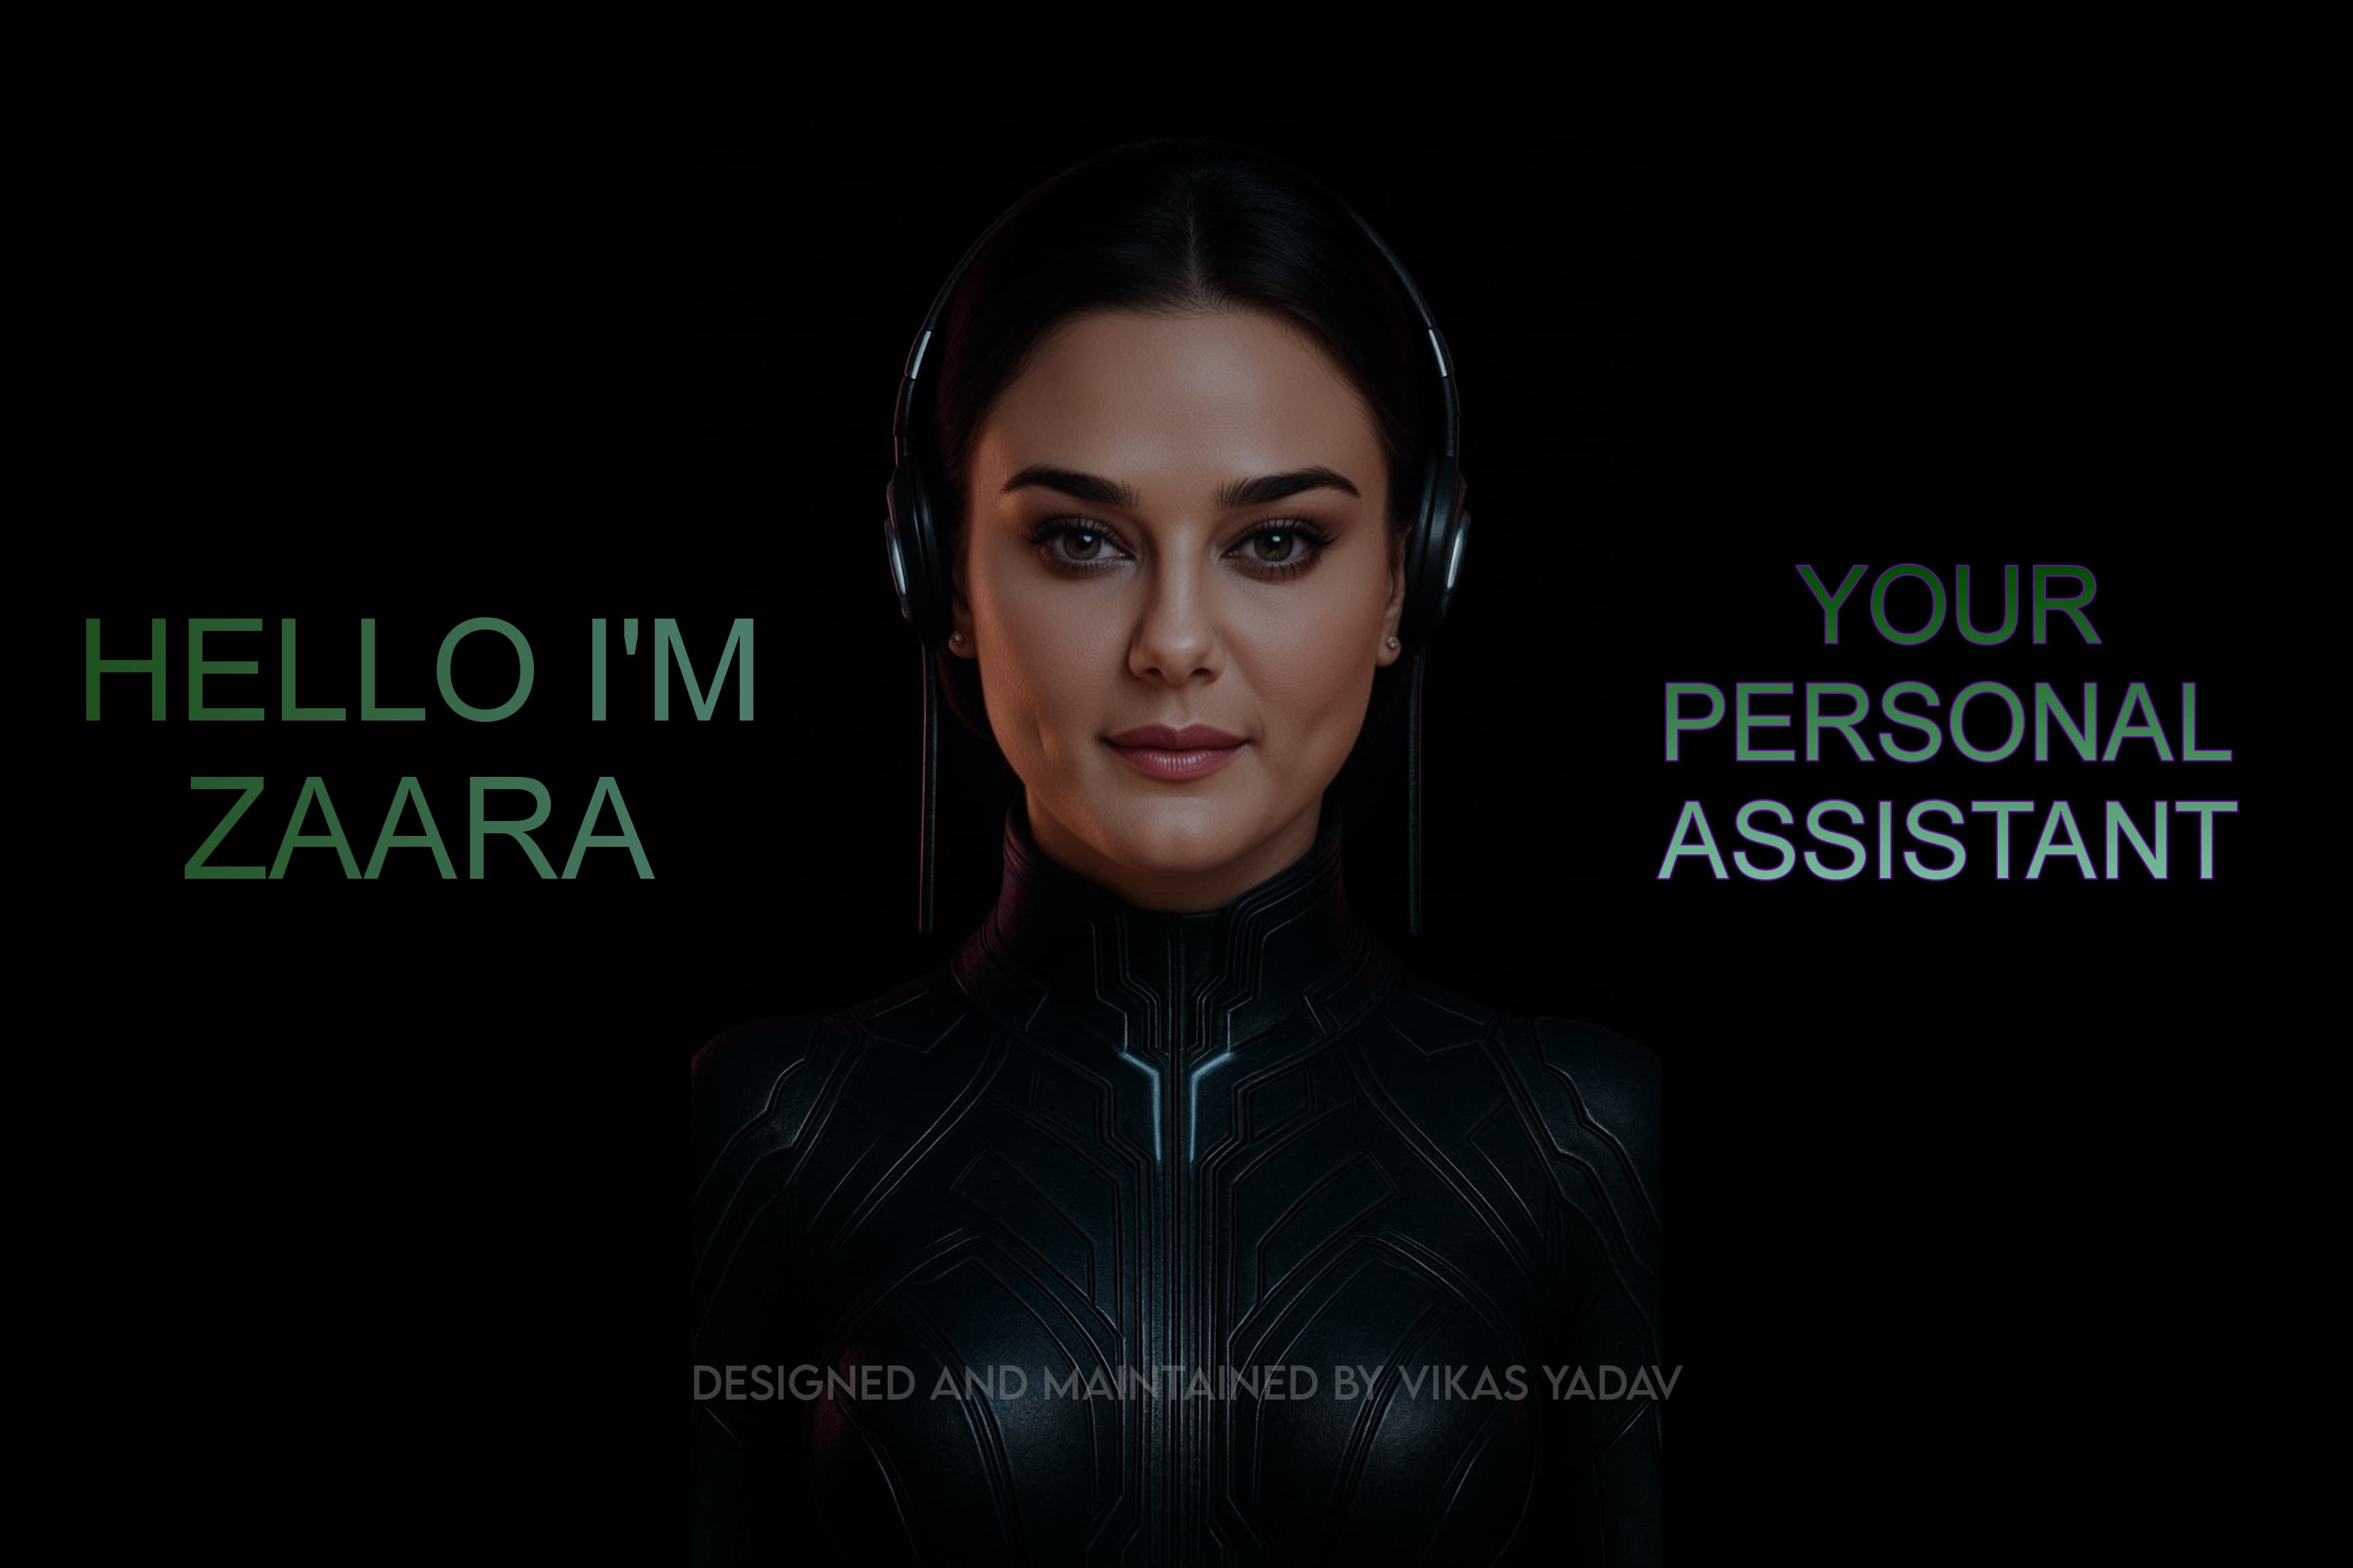 HELLO I'M
ZAARA
YOUR
PERSONAL
ASSISTANT
DESIGNED AND MAINTAINED BY VIKAS YADAV